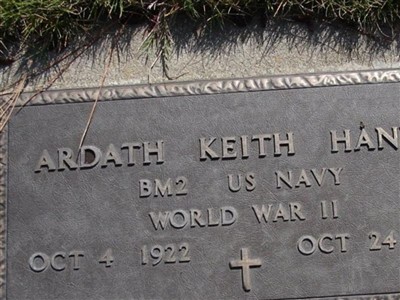 ARDATH KEITH HAN
BM2 US NAVY
WORLD WAR II
OCT 4 1922 OCT 24